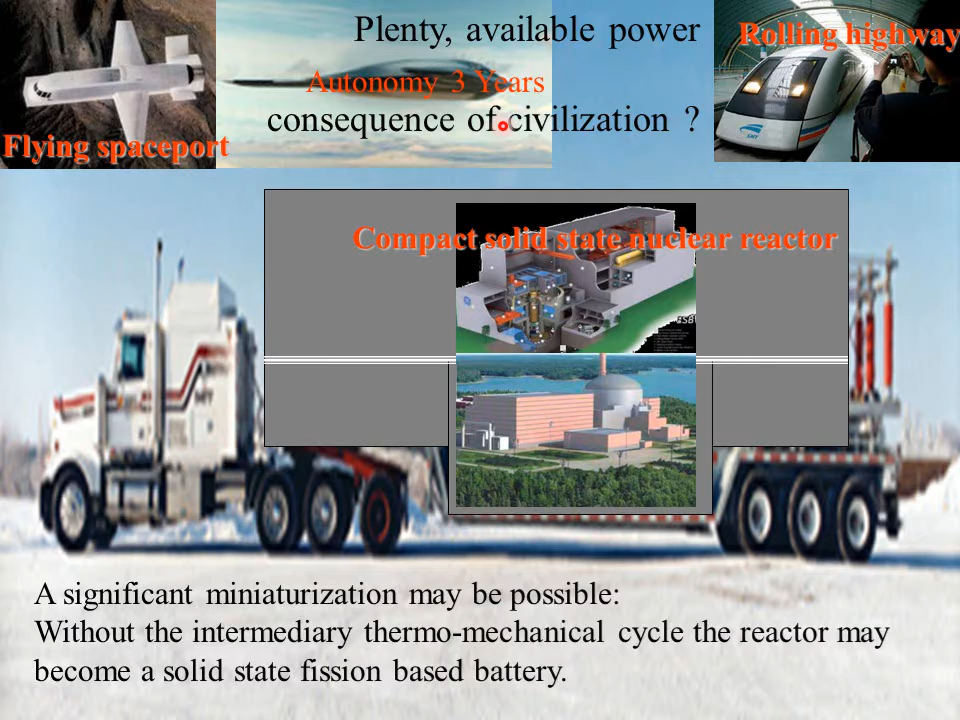 Plenty, available power
Rolling highway
Autonomy 3 Years
consequence of civilization ?
Flying spaceport
Compact solid state nuclear reactor
A significant miniaturization may be possible:
Without the intermediary thermo-mechanical cycle the reactor may
become a solid state fission based battery.